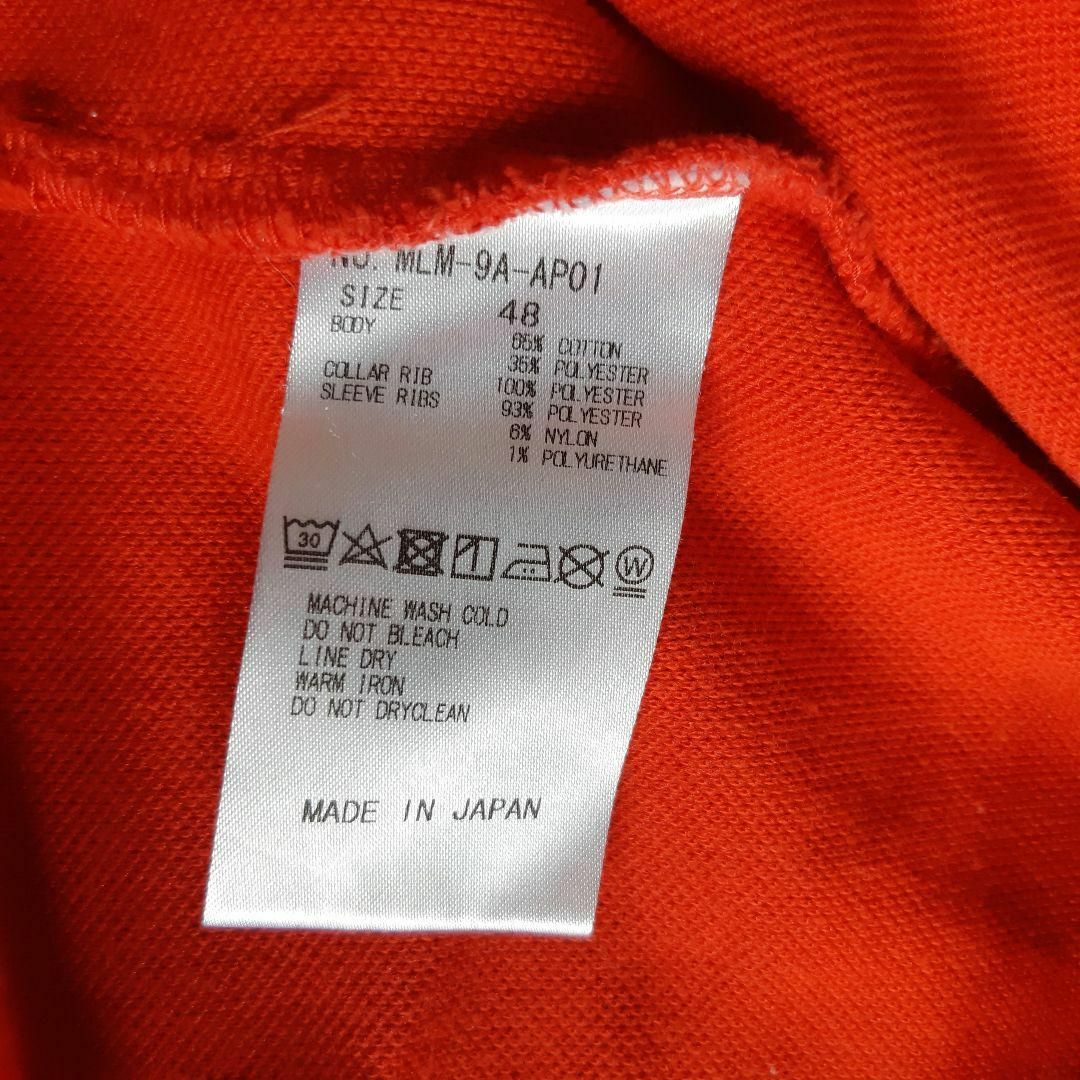 NO. MLM-9A-AP01
SIZE 48
BODY 65% COTTON
35% POLYESTER
COLLAR RIB 100% POLYESTER
SLEEVE RIBS 93% POLYESTER
6% NYLON
1% POLYURETHANE
30 W
MACHINE WASH COLD
DO NOT BLEACH
LINE DRY
WARM IRON
DO NOT DRYCLEAN
MADE IN JAPAN